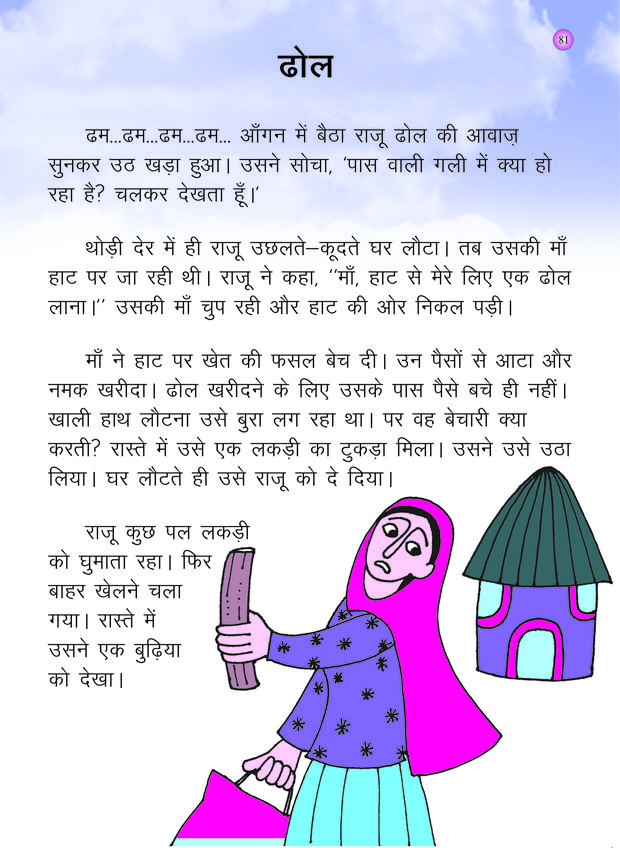 81
ढोल
ढम...ढम...ढम...ढम... आँगन में बैठा राजू ढोल की आवाज़
सुनकर उठ खड़ा हुआ। उसने सोचा, 'पास वाली गली में क्या हो
रहा है? चलकर देखता हूँ।'
थोड़ी देर में ही राजू उछलते–कूदते घर लौटा। तब उसकी माँ
हाट पर जा रही थी। राजू ने कहा, ''माँ, हाट से मेरे लिए एक ढोल
लाना।'' उसकी माँ चुप रही और हाट की ओर निकल पड़ी।
माँ ने हाट पर खेत की फसल बेच दी। उन पैसों से आटा और
नमक खरीदा। ढोल खरीदने के लिए उसके पास पैसे बचे ही नहीं।
खाली हाथ लौटना उसे बुरा लग रहा था। पर वह बेचारी क्या
करती? रास्ते में उसे एक लकड़ी का टुकड़ा मिला। उसने उसे उठा
लिया। घर लौटते ही उसे राजू को दे दिया।
राजू कुछ पल लकड़ी
को घुमाता रहा। फिर
बाहर खेलने चला
गया। रास्ते में
उसने एक बुढ़िया
को देखा।